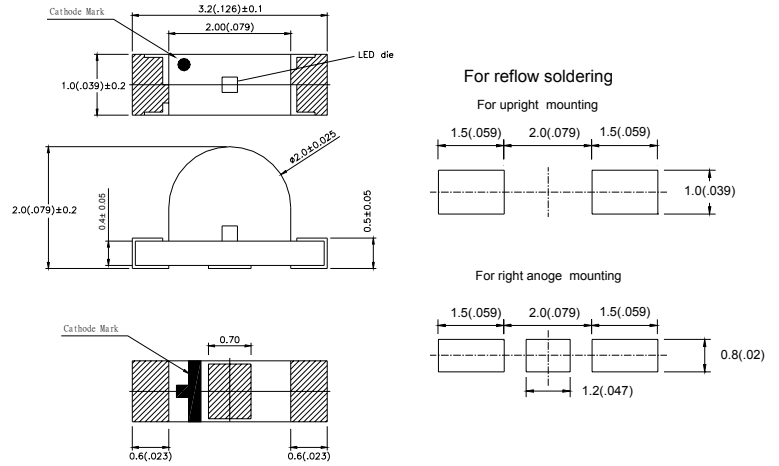 Cathode Mark
3.2(.126)±0.1
2.00(.079)
LED die
1.0(.039)±0.2
ø2.0±0.025
2.0(.079)±0.2
0.4± 0.05
0.5±0.05
Cathode Mark
0.70
0.6(.023)
0.6(.023)
For reflow soldering
For upright mounting
1.5(.059)
2.0(.079)
1.5(.059)
1.0(.039)
For right anoge mounting
1.5(.059)
2.0(.079)
1.5(.059)
0.8(.02)
1.2(.047)